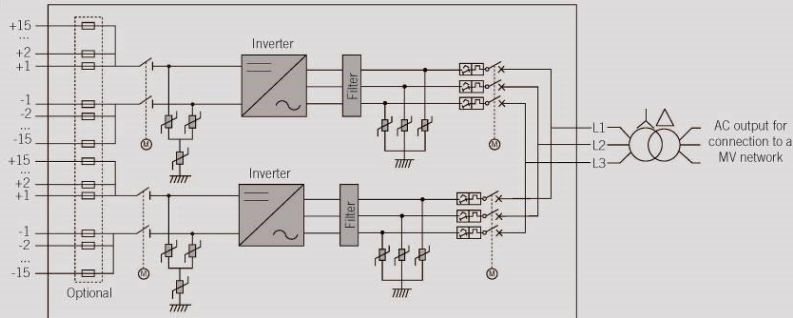 +15
...
+2
+1
-1
-2
...
-15
+15
...
+2
+1
-1
-2
...
-15
Optional
M
Inverter
Filter
M
M
Inverter
Filter
M
L1
L2
L3
AC output for
connection to a
MV network